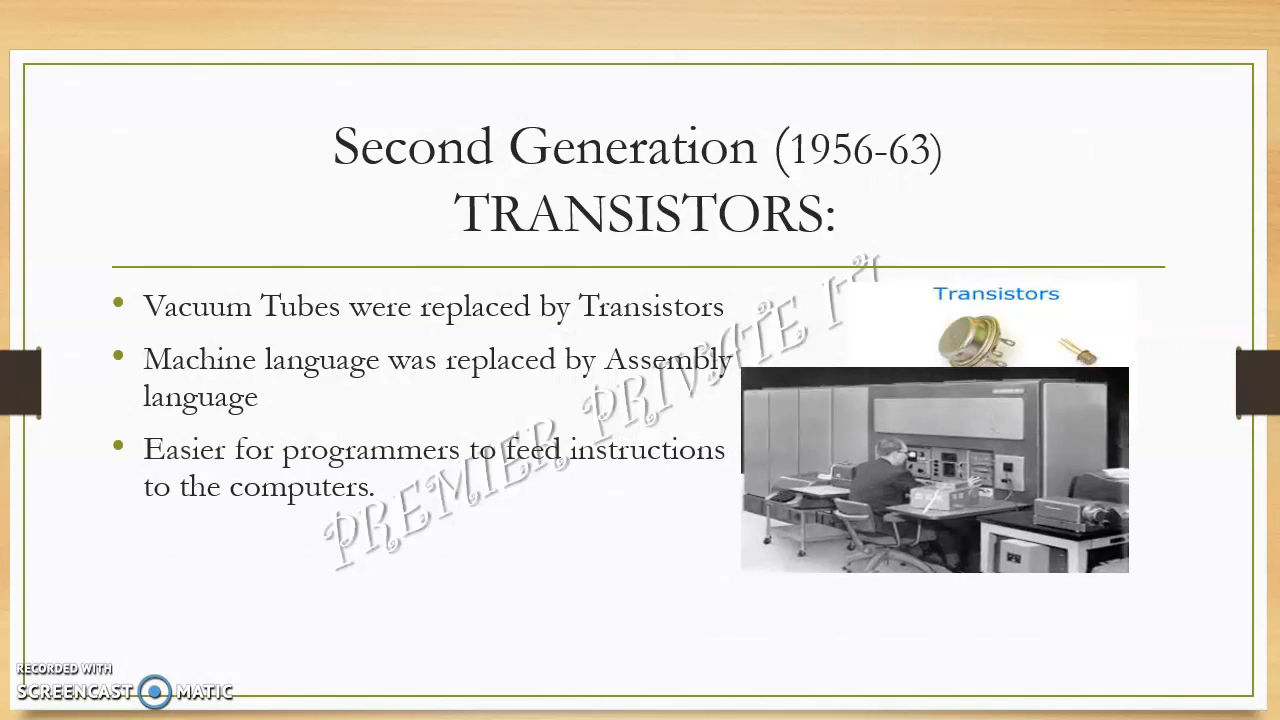 Second Generation (1956-63)
TRANSISTORS:
• Vacuum Tubes were replaced by Transistors
• Machine language was replaced by Assembly
language
• Easier for programmers to feed instructions
to the computers.
Transistors
PREMIER PRIVATE
RECORDED WITH
SCREENCAST MATIC